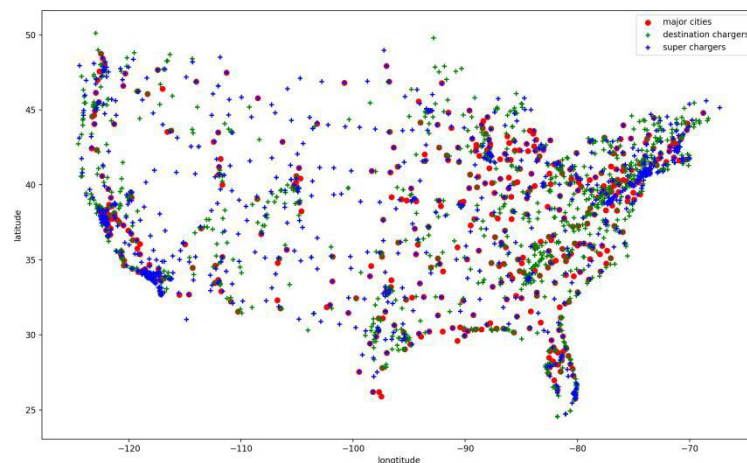 major cities
destination chargers
super chargers
50
45
40
35
30
25
latitude
−120
−110
−100
−90
−80
−70
longtitude